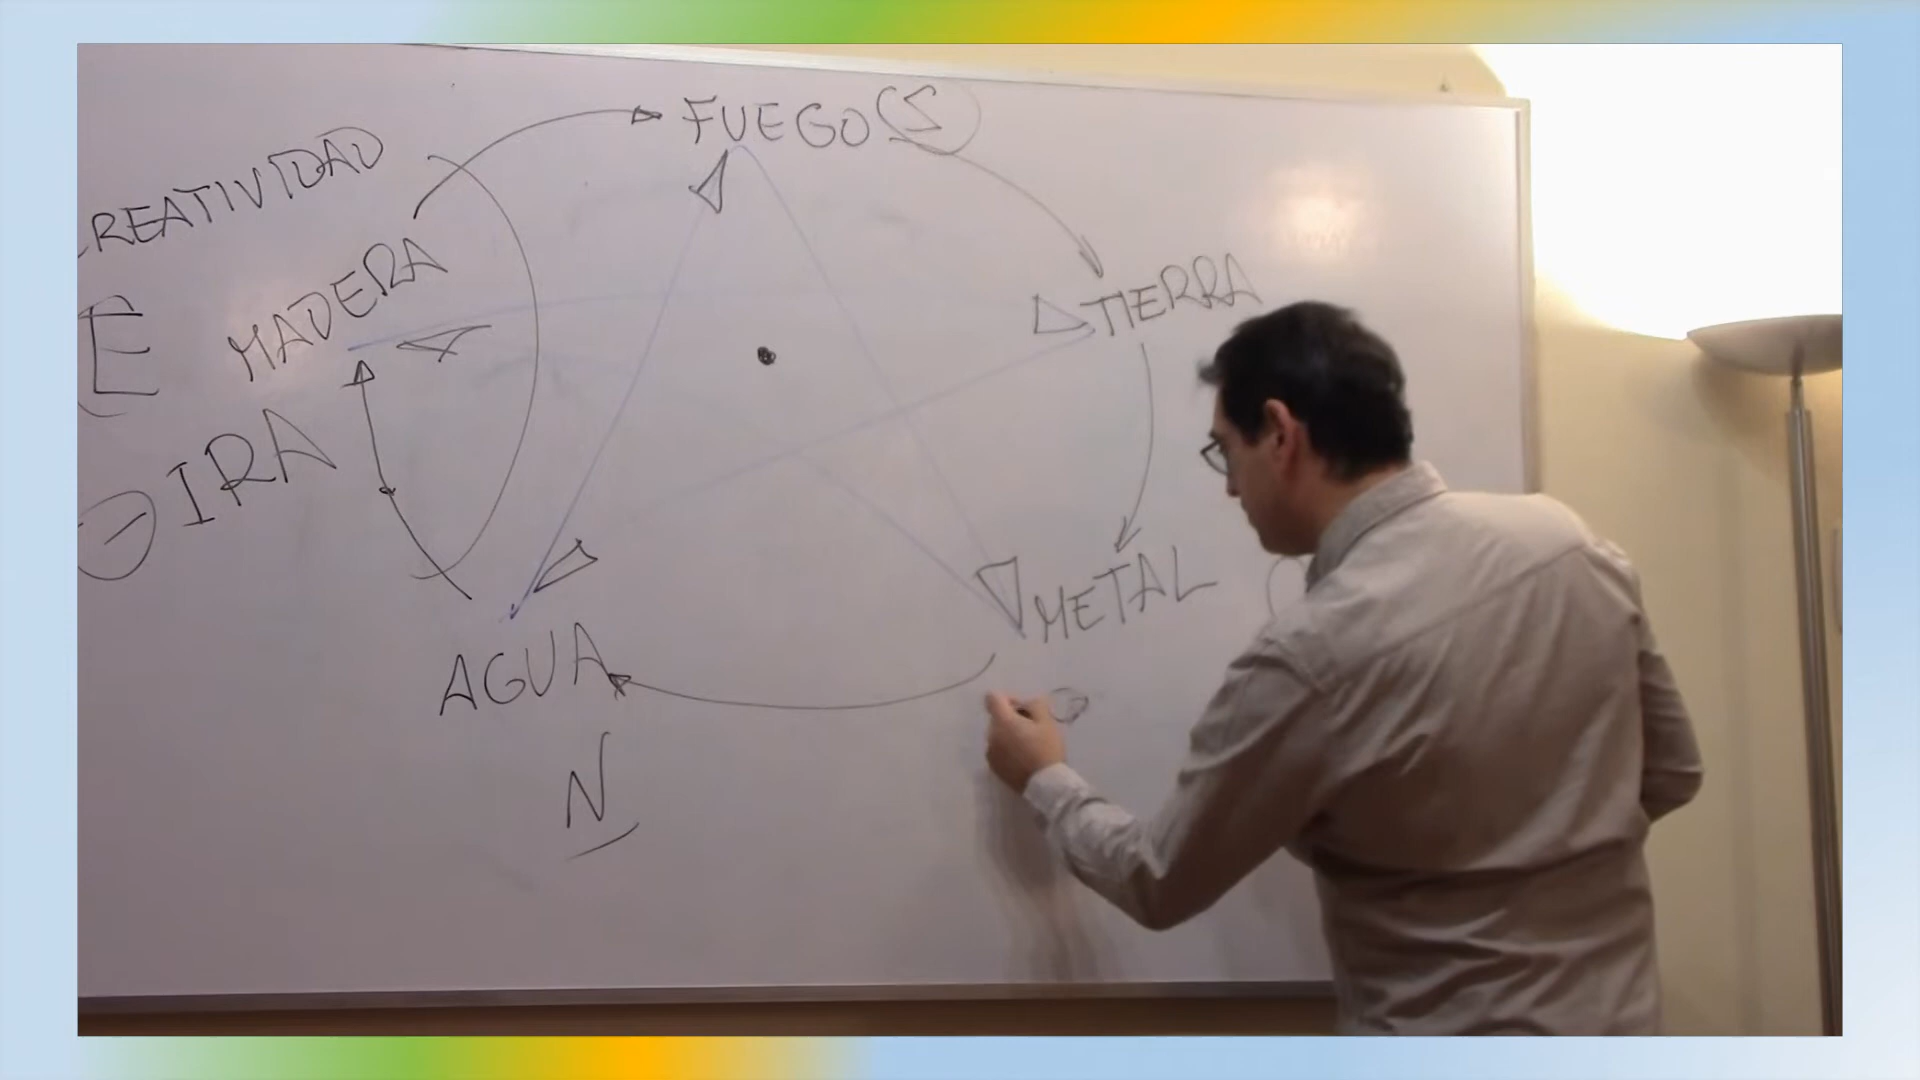 FUEGO (S)
CREATIVIDAD
MADERA
TIERRA
E
IRA
METAL
AGUA
N